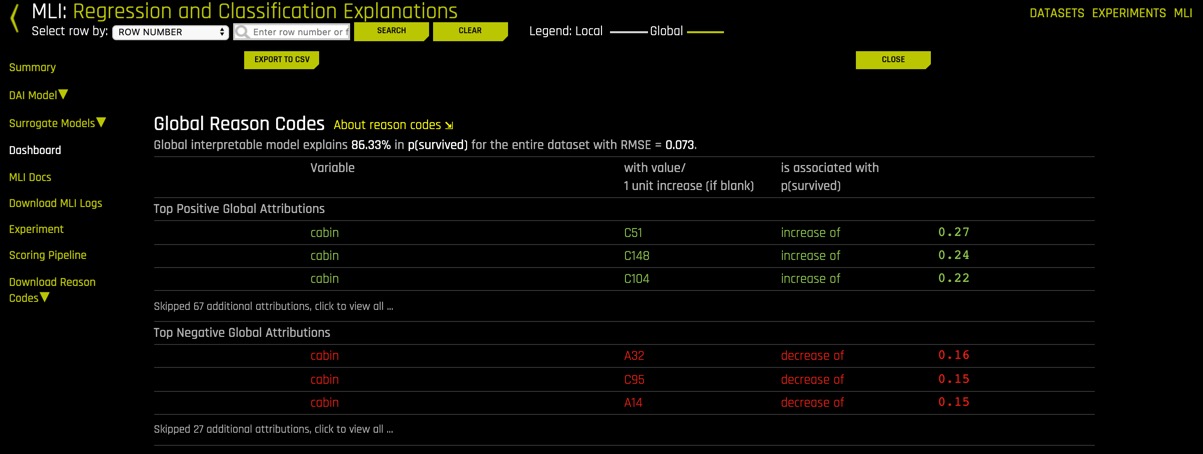 MLI: Regression and Classification Explanations
DATASETS EXPERIMENTS MLI
Select row by: ROW NUMBER Enter row number or f SEARCH CLEAR Legend: Local Global
EXPORT TO CSV CLOSE
Summary
DAI Model
Surrogate Models
Dashboard
MLI Docs
Download MLI Logs
Experiment
Scoring Pipeline
Download Reason
Codes
Global Reason Codes About reason codes
Global interpretable model explains 86.33% in p(survived) for the entire dataset with RMSE = 0.073.
Variable with value/ is associated with
1 unit increase (if blank) p(survived)
Top Positive Global Attributions
cabin C51 increase of 0.27
cabin C148 increase of 0.24
cabin C104 increase of 0.22
Skipped 67 additional attributions, click to view all ...
Top Negative Global Attributions
cabin A32 decrease of 0.16
cabin C95 decrease of 0.15
cabin A14 decrease of 0.15
Skipped 27 additional attributions, click to view all ...